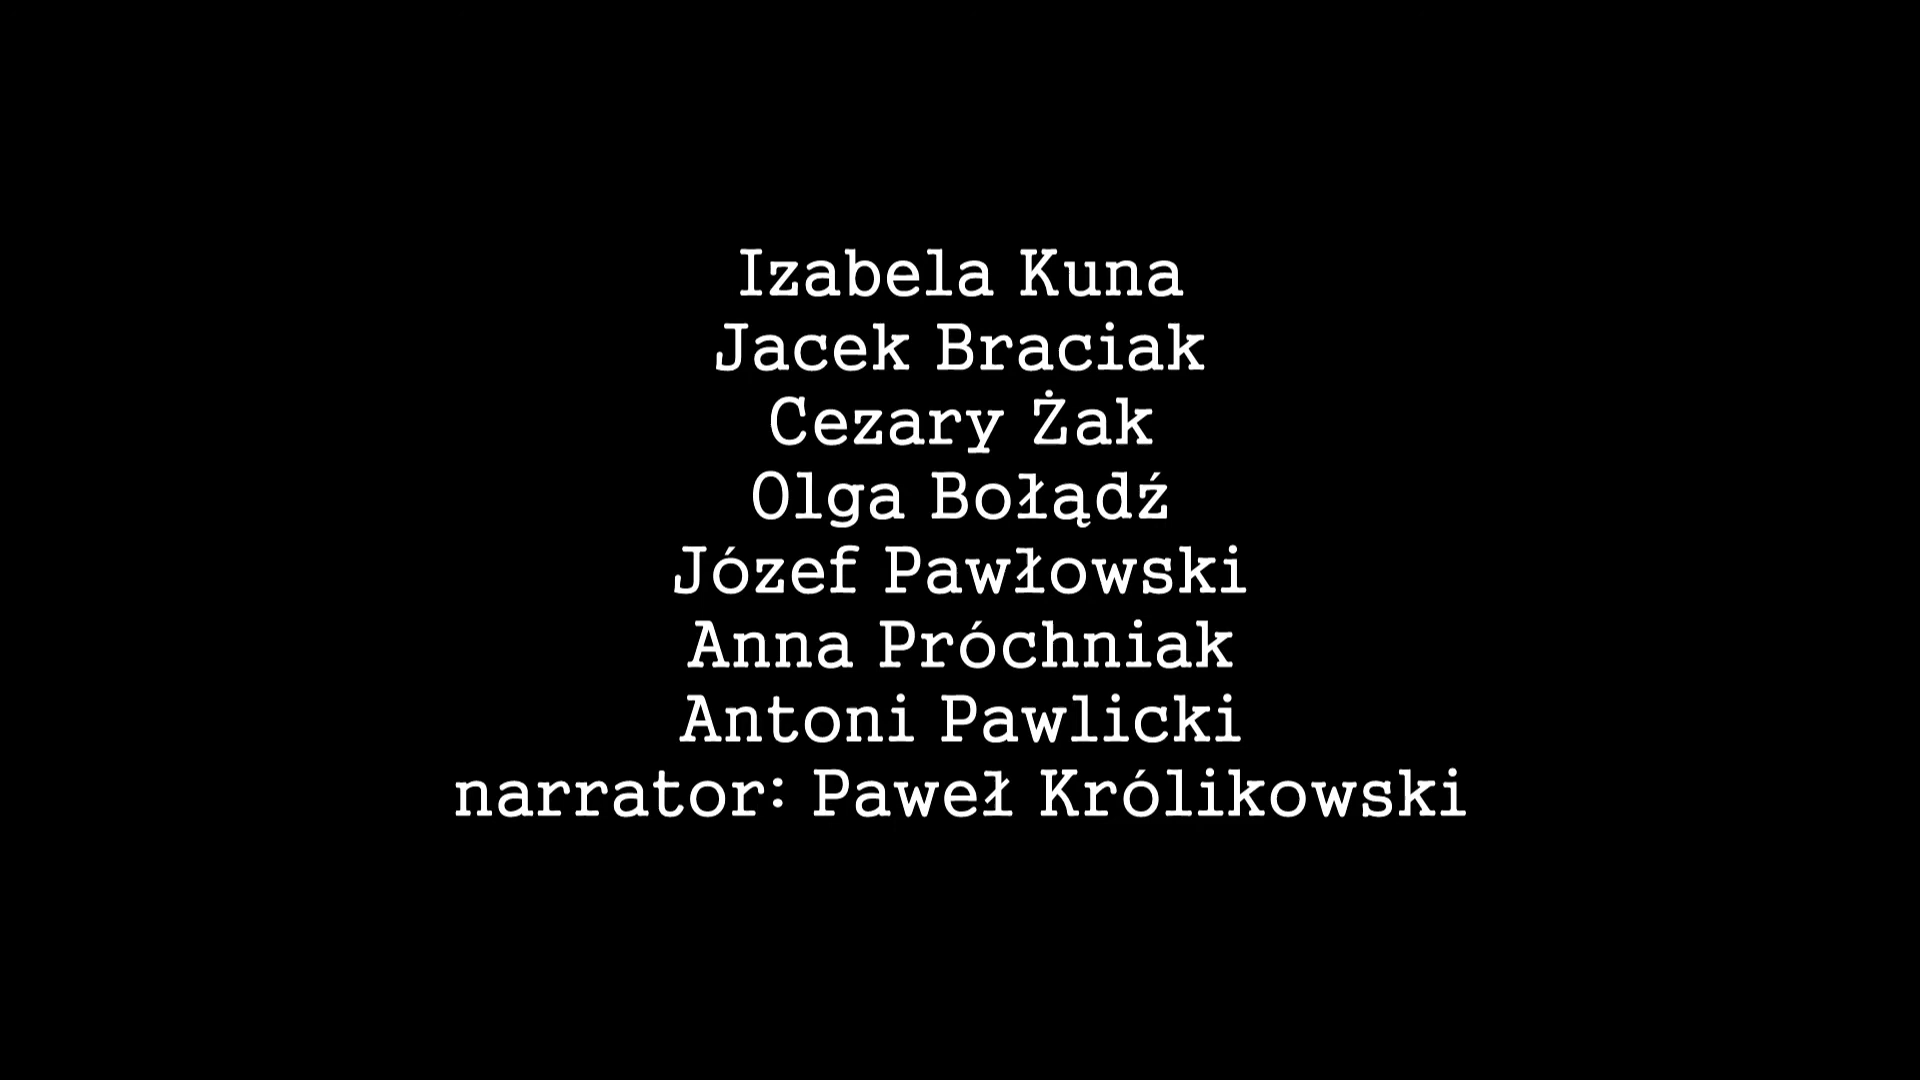 Izabela Kuna
Jacek Braciak
Cezary Żak
Olga Bołądź
Józef Pawłowski
Anna Próchniak
Antoni Pawlicki
narrator: Paweł Królikowski